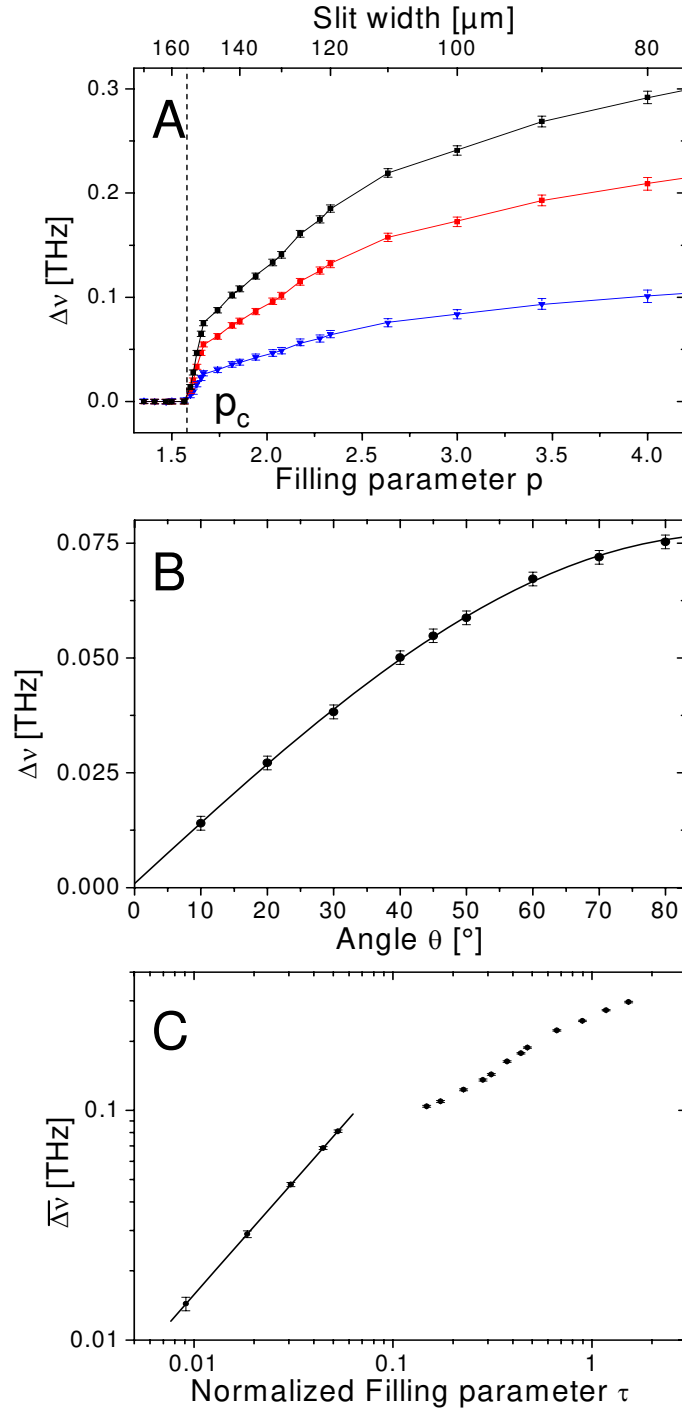 Slit width [µm]
160 140 120 100 80
A
0.3
0.2
0.1
0.0
Δν [THz]
p_c
1.5 2.0 2.5 3.0 3.5 4.0
Filling parameter p
B
0.075
0.050
0.025
0.000
Δν [THz]
0 10 20 30 40 50 60 70 80
Angle θ [°]
C
0.1
0.01
Δ̅ν̅ [THz]
0.01 0.1 1
Normalized Filling parameter τ